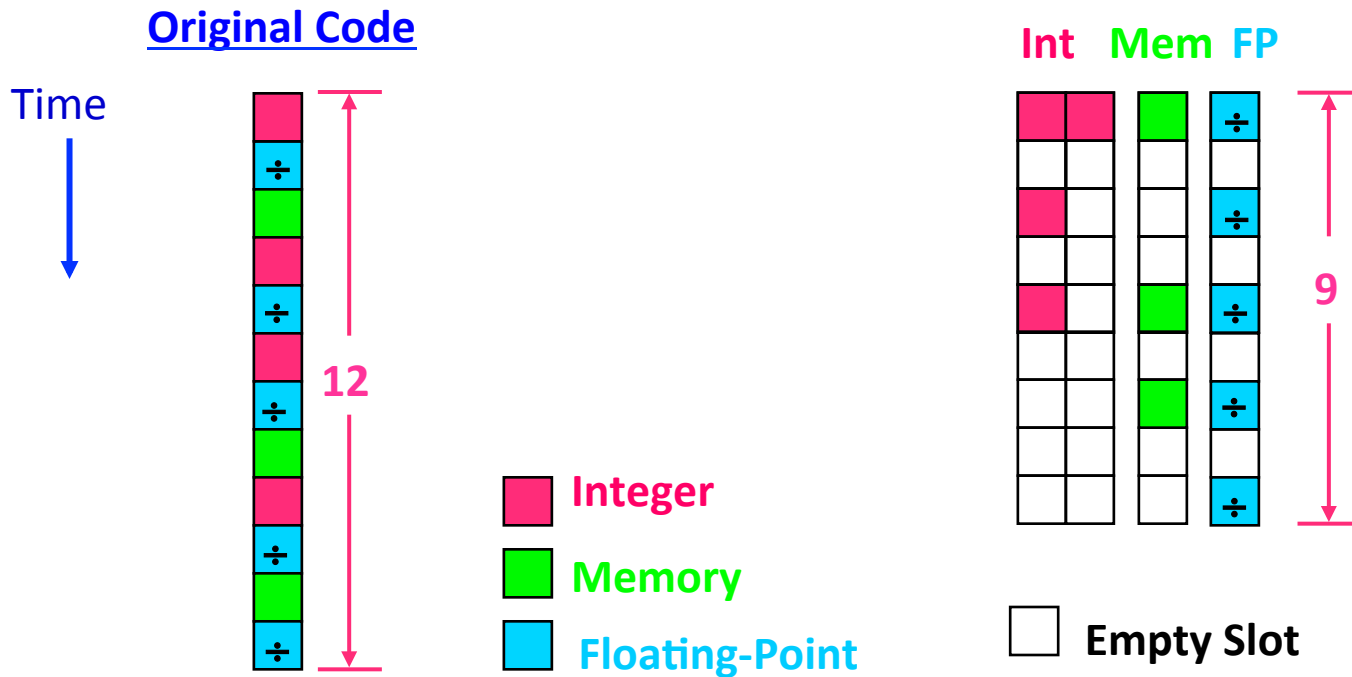 Original Code
Time
÷
÷
÷
÷
÷
12
Integer
Memory
Floating-Point
Int Mem FP
÷
÷
÷
÷
÷
9
Empty Slot